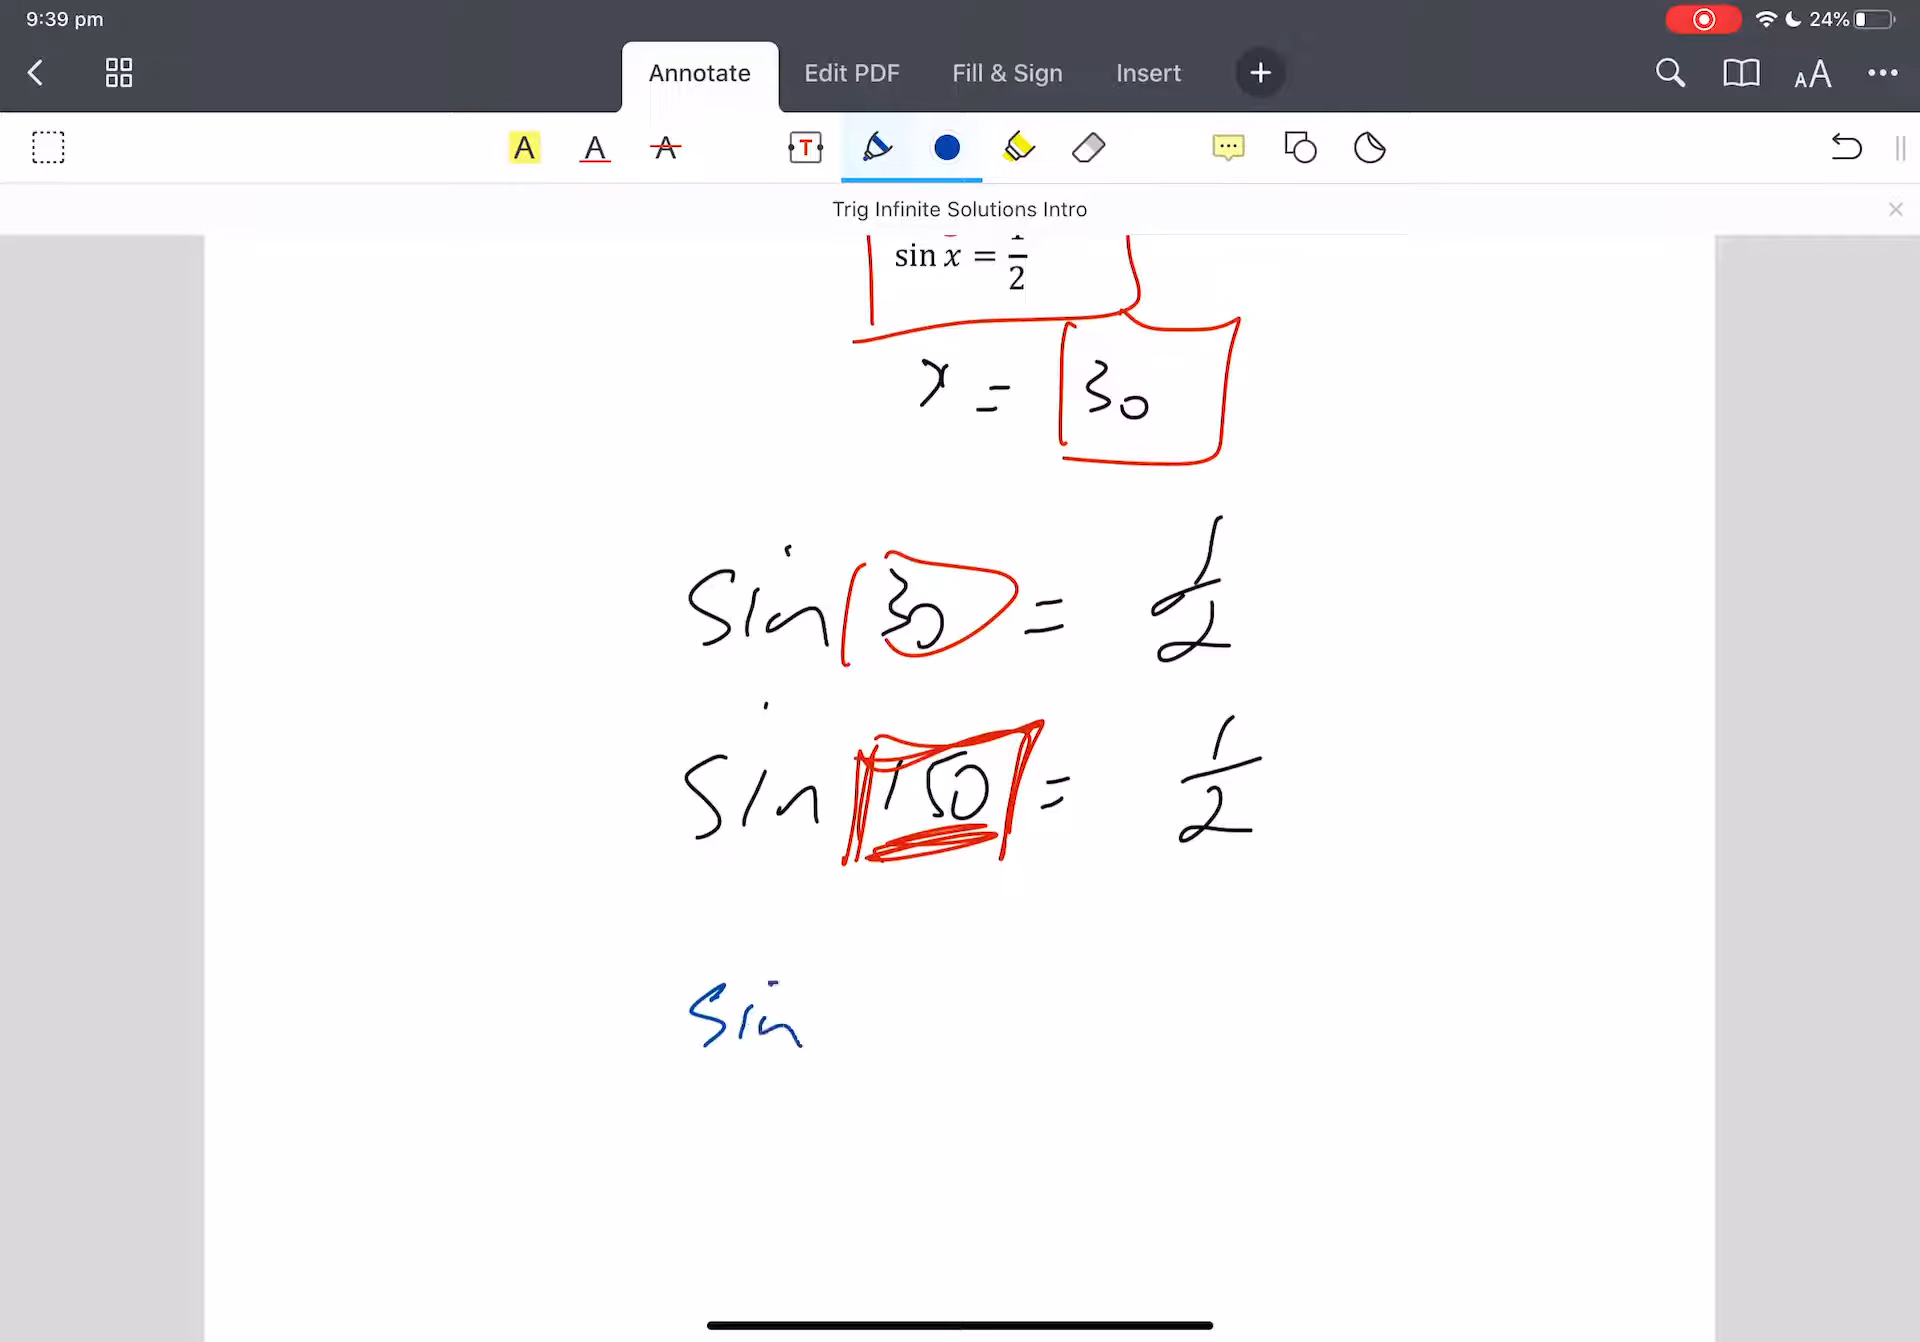 9:39 pm 24%
Annotate Edit PDF Fill & Sign Insert
A A A T AA
Trig Infinite Solutions Intro
sin x = 1/2
x = 30
Sin(30) = 1/2
Sin 150 = 1/2
Sin